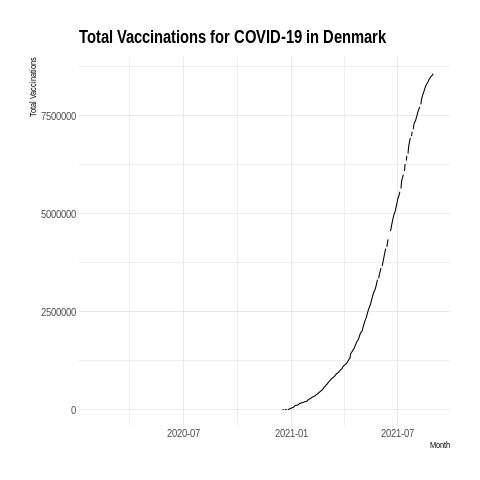 Total Vaccinations for COVID-19 in Denmark
Total Vaccinations
7500000
5000000
2500000
0
2020-07
2021-01
2021-07
Month